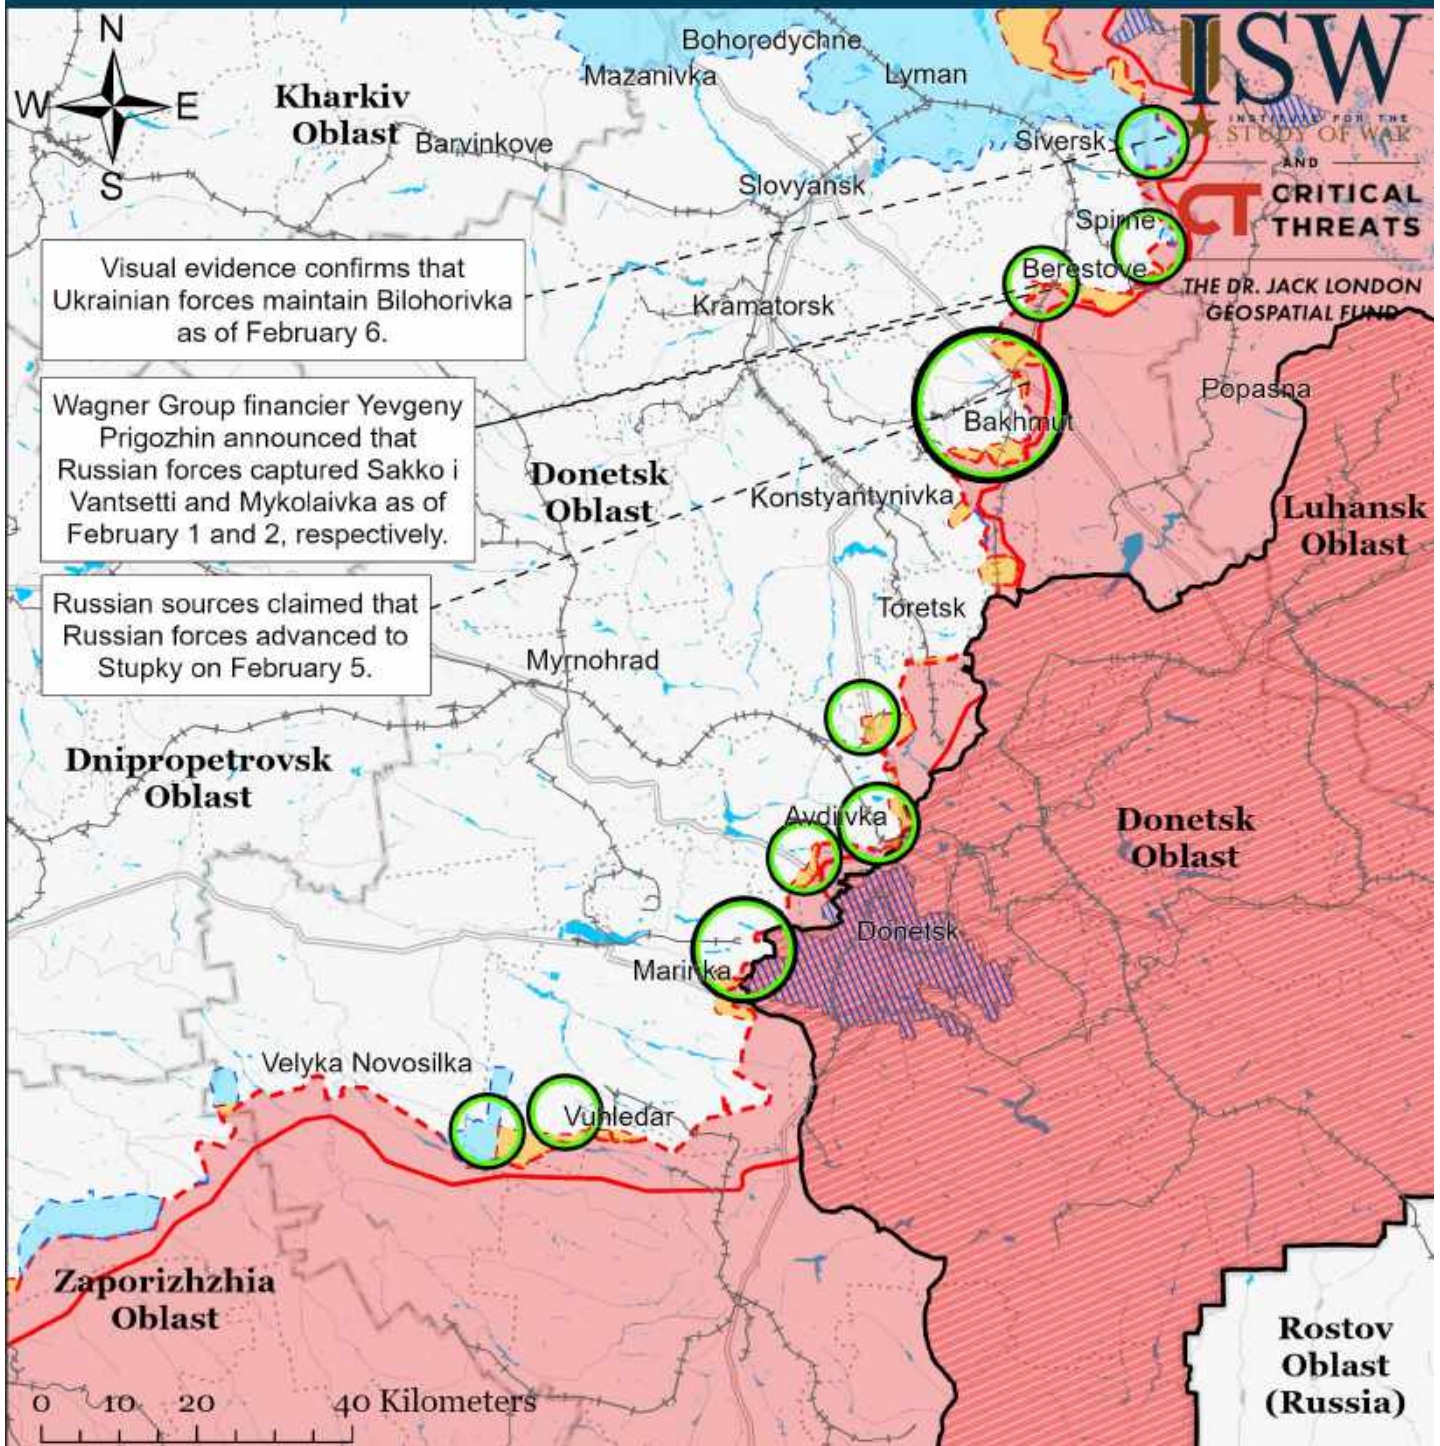 N
W
E
S
Kharkiv
Oblast
Barvinkove
Bohorodychne
Mazanivka
Lyman
Siversk
Slovyansk
Spirne
Berestove
Kramatorsk
ISW
INSTITUTE FOR THE
STUDY OF WAR
AND
CT CRITICAL
THREATS
THE DR. JACK LONDON
GEOSPATIAL FUND
Visual evidence confirms that
Ukrainian forces maintain Bilohorivka
as of February 6.
Wagner Group financier Yevgeny
Prigozhin announced that
Russian forces captured Sakko i
Vantsetti and Mykolaivka as of
February 1 and 2, respectively.
Russian sources claimed that
Russian forces advanced to
Stupky on February 5.
Popasna
Bakhmut
Donetsk
Oblast
Konstyantynivka
Luhansk
Oblast
Toretsk
Myrnohrad
Dnipropetrovsk
Oblast
Avdiivka
Donetsk
Oblast
Donetsk
Marinka
Velyka Novosilka
Vuhledar
Zaporizhzhia
Oblast
Rostov
Oblast
(Russia)
0 10 20 40 Kilometers